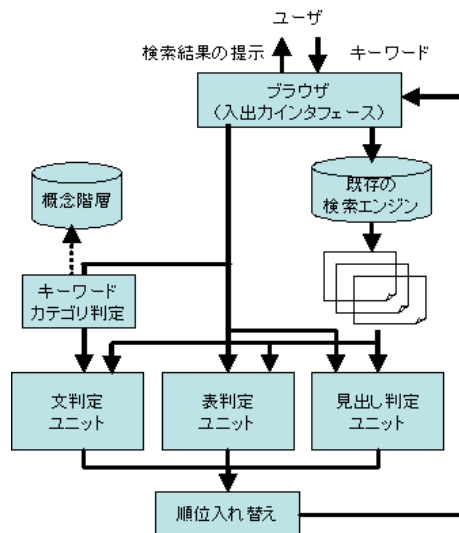 ユーザ
検索結果の提示
キーワード
ブラウザ
(入出力インタフェース)
概念階層
既存の
検索エンジン
キーワード
カテゴリ判定
文判定
ユニット
表判定
ユニット
見出し判定
ユニット
順位入れ替え